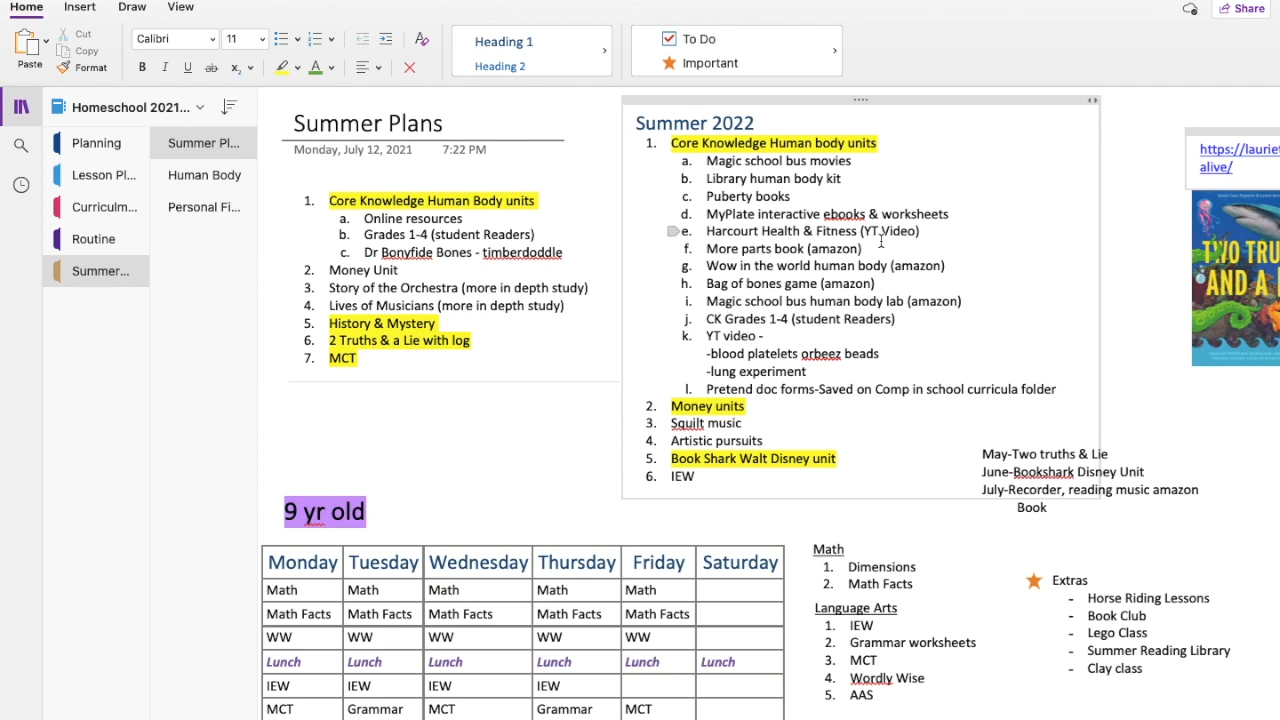 Home Insert Draw View
Share
Paste
Cut
Copy
Format
Calibri 11
B I U ab x₂ A
Heading 1
Heading 2
To Do
Important
Homeschool 2021...
Planning
Lesson Pl...
Curriculum...
Routine
Summer...
Summer Pl...
Human Body
Personal Fi...
Summer Plans
Monday, July 12, 2021 7:22 PM
1. Core Knowledge Human Body units
a. Online resources
b. Grades 1-4 (student Readers)
c. Dr Bonyfide Bones - timberdoddle
2. Money Unit
3. Story of the Orchestra (more in depth study)
4. Lives of Musicians (more in depth study)
5. History & Mystery
6. 2 Truths & a Lie with log
7. MCT
Summer 2022
1. Core Knowledge Human body units
a. Magic school bus movies
b. Library human body kit
c. Puberty books
d. MyPlate interactive ebooks & worksheets
e. Harcourt Health & Fitness (YT Video)
f. More parts book (amazon)
g. Wow in the world human body (amazon)
h. Bag of bones game (amazon)
i. Magic school bus human body lab (amazon)
j. CK Grades 1-4 (student Readers)
k. YT video -
-blood platelets orbeez beads
-lung experiment
l. Pretend doc forms-Saved on Comp in school curricula folder
2. Money units
3. Squilt music
4. Artistic pursuits
5. Book Shark Walt Disney unit
6. IEW
May-Two truths & Lie
June-Bookshark Disney Unit
July-Recorder, reading music amazon
Book
https://lauriet
alive/
TWO TRU
AND A
9 yr old
Monday Tuesday Wednesday Thursday Friday Saturday
Math Math Math Math Math
Math Facts Math Facts Math Facts Math Facts Math Facts
WW WW WW WW WW
Lunch Lunch Lunch Lunch Lunch Lunch
IEW IEW IEW IEW
MCT Grammar MCT Grammar MCT
Math
1. Dimensions
2. Math Facts
Language Arts
1. IEW
2. Grammar worksheets
3. MCT
4. Wordly Wise
5. AAS
Extras
- Horse Riding Lessons
- Book Club
- Lego Class
- Summer Reading Library
- Clay class